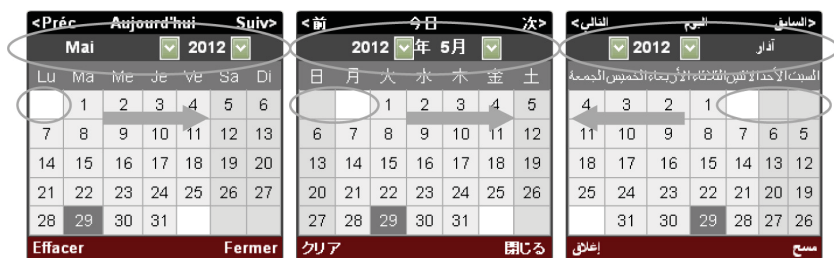 <Préc Aujourd'hui Suiv>
Mai 2012
Lu Ma Me Je Ve Sa Di
1 2 3 4 5 6
7 8 9 10 11 12 13
14 15 16 17 18 19 20
21 22 23 24 25 26 27
28 29 30 31
Effacer Fermer
<前 今日 次>
2012 年 5月
日 月 火 水 木 金 土
1 2 3 4 5
6 7 8 9 10 11 12
13 14 15 16 17 18 19
20 21 22 23 24 25 26
27 28 29 30 31
クリア 閉じる
<السابق اليوم التالي>
آذار 2012
السبت الأحد الاثنين الثلاثاء الأربعاء الخميس الجمعة
1 2 3 4
5 6 7 8 9 10 11
12 13 14 15 16 17 18
19 20 21 22 23 24 25
26 27 28 29 30 31
مسح إغلاق